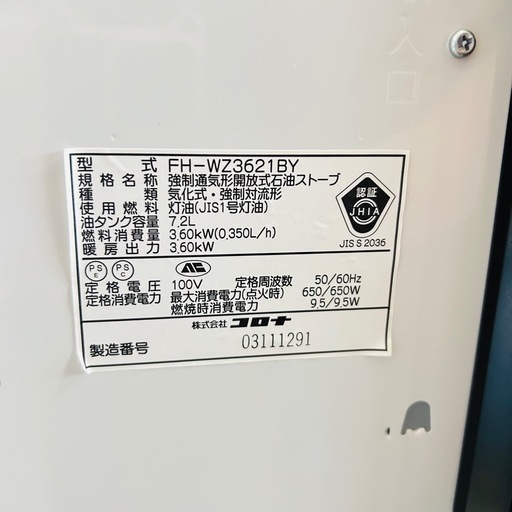 入口
型 式 FH-WZ3621BY
規格名称 強制通気形開放式石油ストーブ
種 類 気化式・強制対流形
使用燃料 灯油(JIS1号灯油)
油タンク容量 7.2L
燃料消費量 3.60kW(0.350L/h)
暖房出力 3.60kW
認証
JHIA
JIS S 2036
PS E PS C
定格電圧 100V 定格周波数 50/60Hz
定格消費電力 最大消費電力(点火時) 650/650W
燃焼時消費電力 9.5/9.5W
株式会社 コロナ
製造番号 03111291